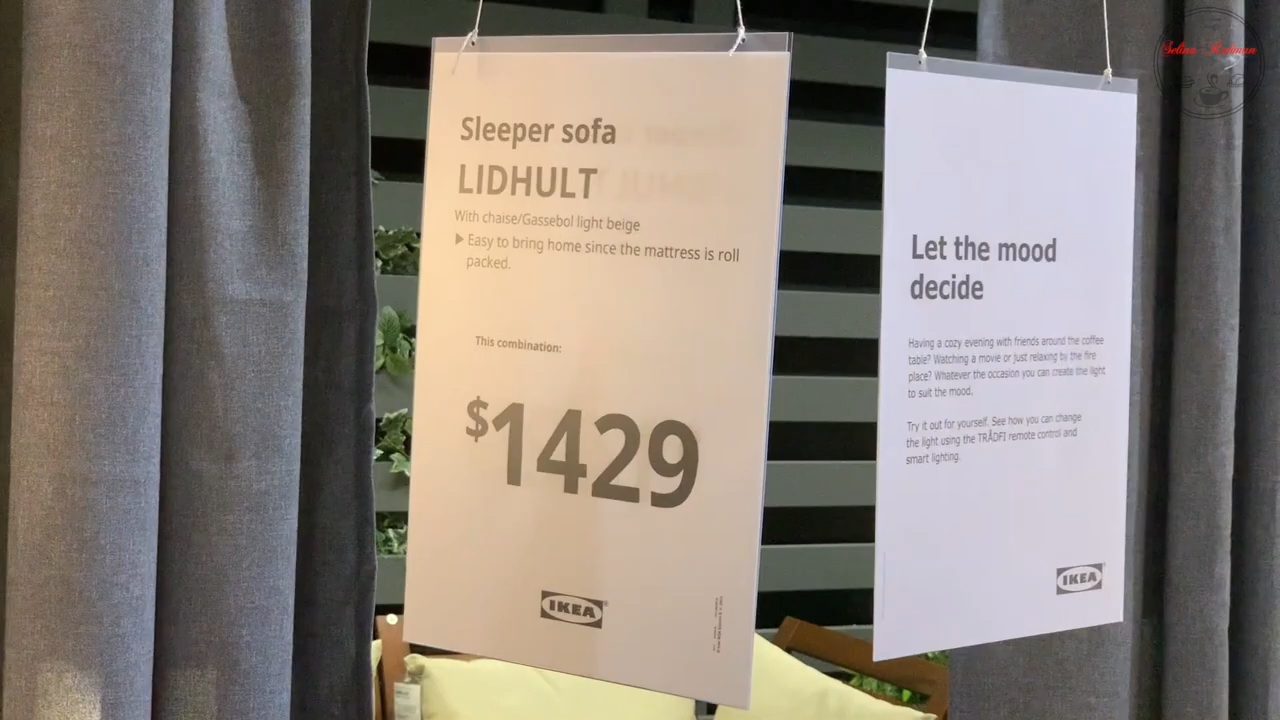 Sleeper sofa
LIDHULT
With chaise/Gassebol light beige
▶ Easy to bring home since the mattress is roll
packed.
This combination:
$1429
IKEA
Let the mood
decide
Having a cozy evening with friends around the coffee
table? Watching a movie or just relaxing by the fire
place? Whatever the occasion you can create the light
to suit the mood.
Try it out for yourself. See how you can change
the light using the TRÅDFI remote control and
smart lighting.
IKEA
Selina Rahman